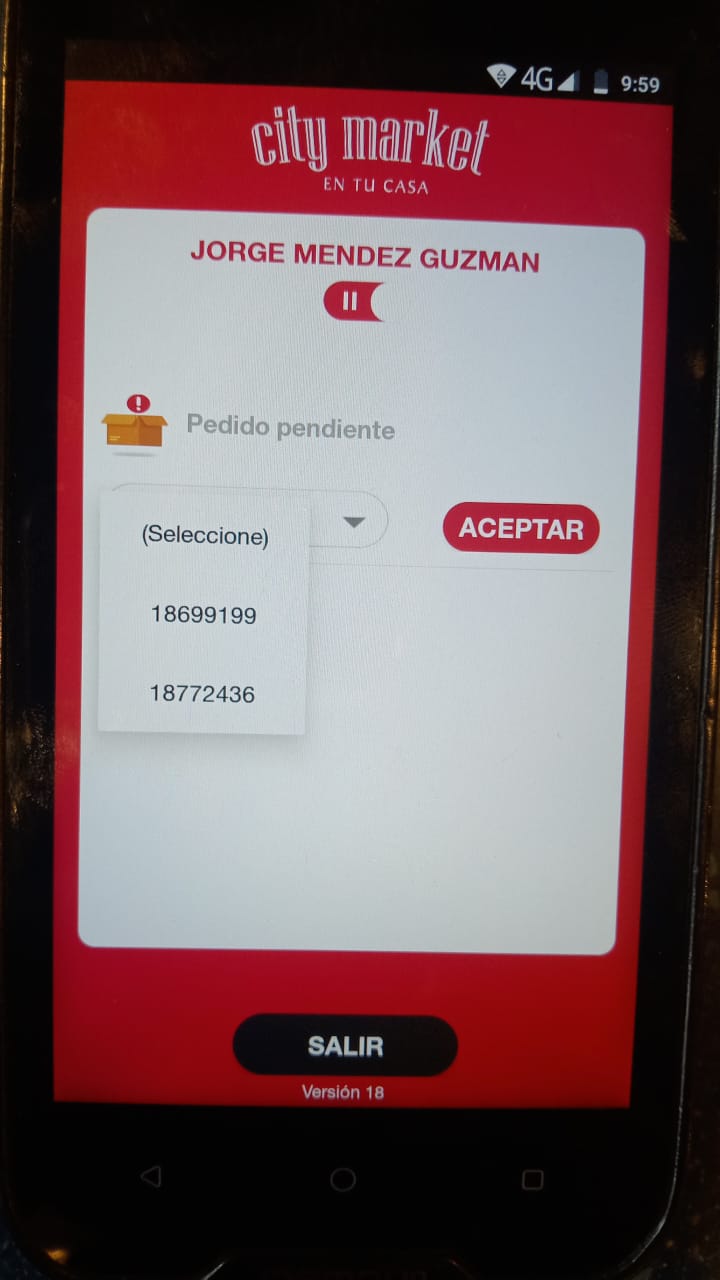 4G 9:59
city market
EN TU CASA
JORGE MENDEZ GUZMAN
Pedido pendiente
(Seleccione)
ACEPTAR
18699199
18772436
SALIR
Versión 18